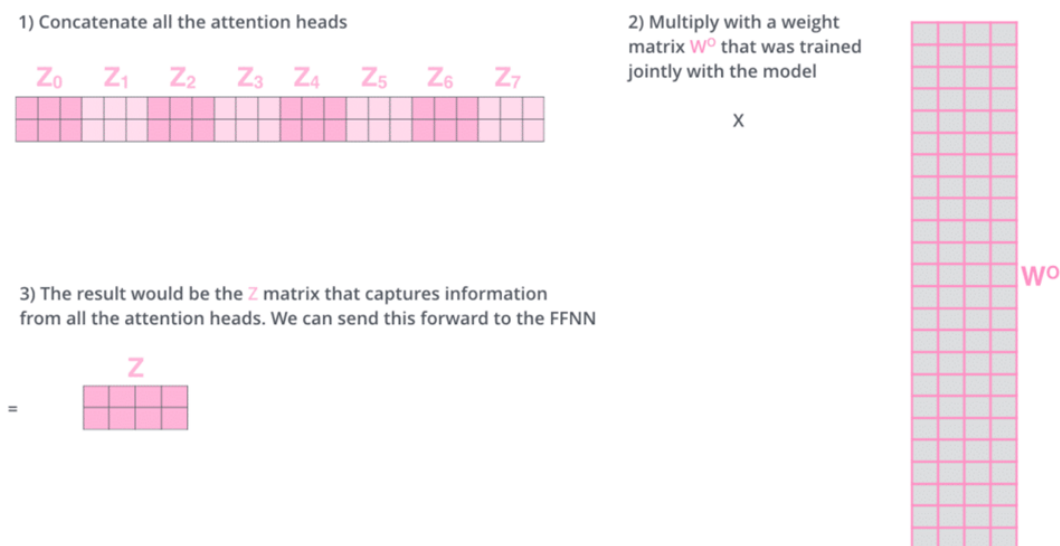 1) Concatenate all the attention heads
Z0 Z1 Z2 Z3 Z4 Z5 Z6 Z7
2) Multiply with a weight
matrix WO that was trained
jointly with the model
X
WO
3) The result would be the Z matrix that captures information
from all the attention heads. We can send this forward to the FFNN
Z
=